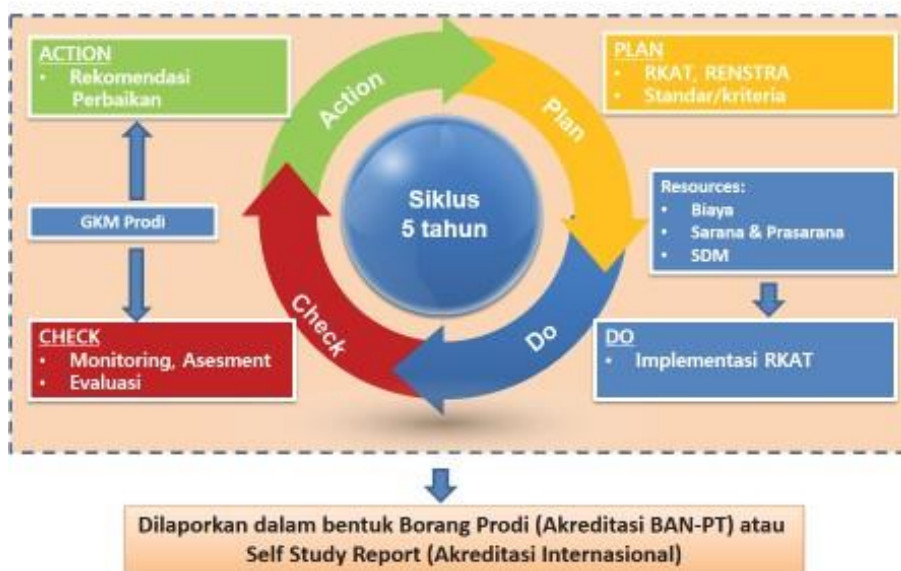 ACTION
• Rekomendasi
Perbaikan
Action
Plan
PLAN
• RKAT, RENSTRA
• Standar/kriteria
GKM Prodi
Siklus
5 tahun
Resources:
• Biaya
• Sarana & Prasarana
• SDM
CHECK
• Monitoring, Asesment
• Evaluasi
Check
Do
DO
• Implementasi RKAT
Dilaporkan dalam bentuk Borang Prodi (Akreditasi BAN-PT) atau
Self Study Report (Akreditasi Internasional)